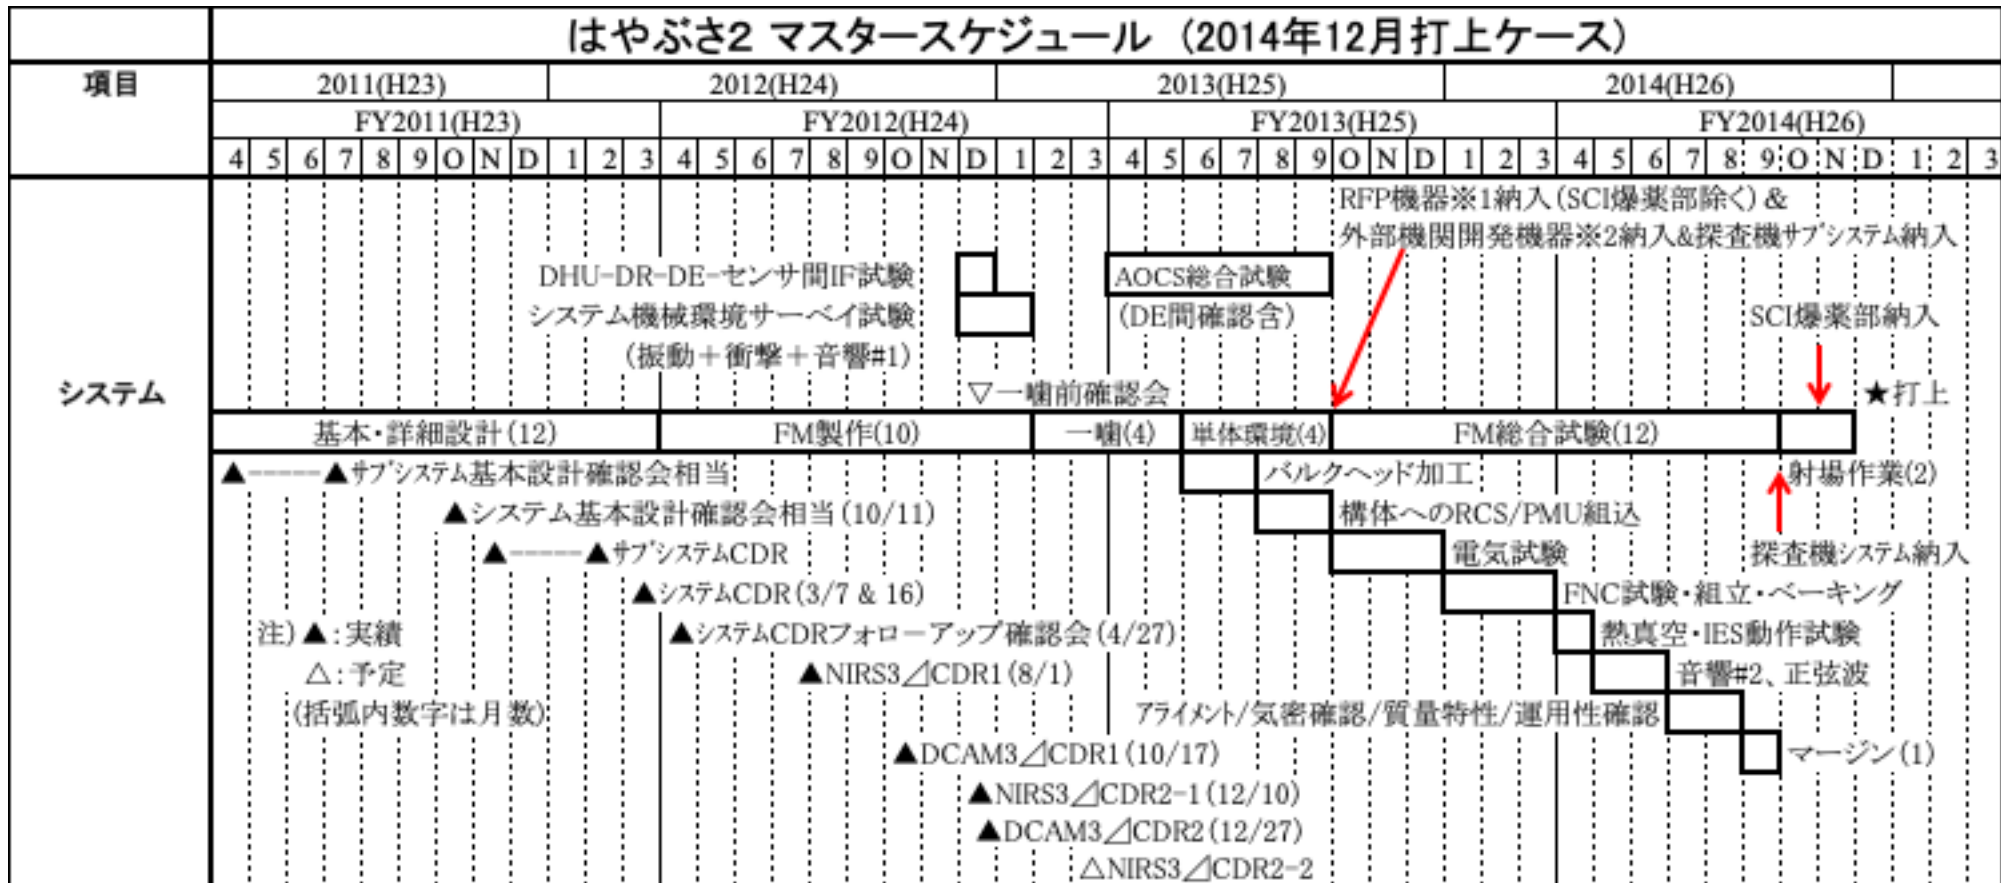 はやぶさ2 マスタースケジュール (2014年12月打上ケース)
項目 2011(H23) 2012(H24) 2013(H25) 2014(H26)
FY2011(H23) FY2012(H24) FY2013(H25) FY2014(H26)
4 5 6 7 8 9 O N D 1 2 3 4 5 6 7 8 9 O N D 1 2 3 4 5 6 7 8 9 O N D 1 2 3 4 5 6 7 8 9 O N D 1 2 3
RFP機器※1納入(SCI爆薬部除く)&
外部機関開発機器※2納入&探査機サブシステム納入
DHU-DR-DE-センサ間IF試験 AOCS総合試験
システム機械環境サーベイ試験 (DE間確認含) SCI爆薬部納入
(振動+衝撃+音響#1)
システム ▽一噛前確認会 ★打上
基本・詳細設計(12) FM製作(10) 一噛(4) 単体環境(4) FM総合試験(12)
▲-----▲サブシステム基本設計確認会相当 バルクヘッド加工 射場作業(2)
▲システム基本設計確認会相当(10/11) 構体へのRCS/PMU組込
▲-----▲サブシステムCDR 電気試験 探査機システム納入
▲システムCDR(3/7 & 16) FNC試験・組立・ベーキング
注)▲:実績 ▲システムCDRフォローアップ確認会(4/27) 熱真空・IES動作試験
△:予定 ▲NIRS3⊿CDR1(8/1) 音響#2、正弦波
(括弧内数字は月数) アライメント/気密確認/質量特性/運用性確認
▲DCAM3⊿CDR1(10/17) マージン(1)
▲NIRS3⊿CDR2-1(12/10)
▲DCAM3⊿CDR2(12/27)
△NIRS3⊿CDR2-2